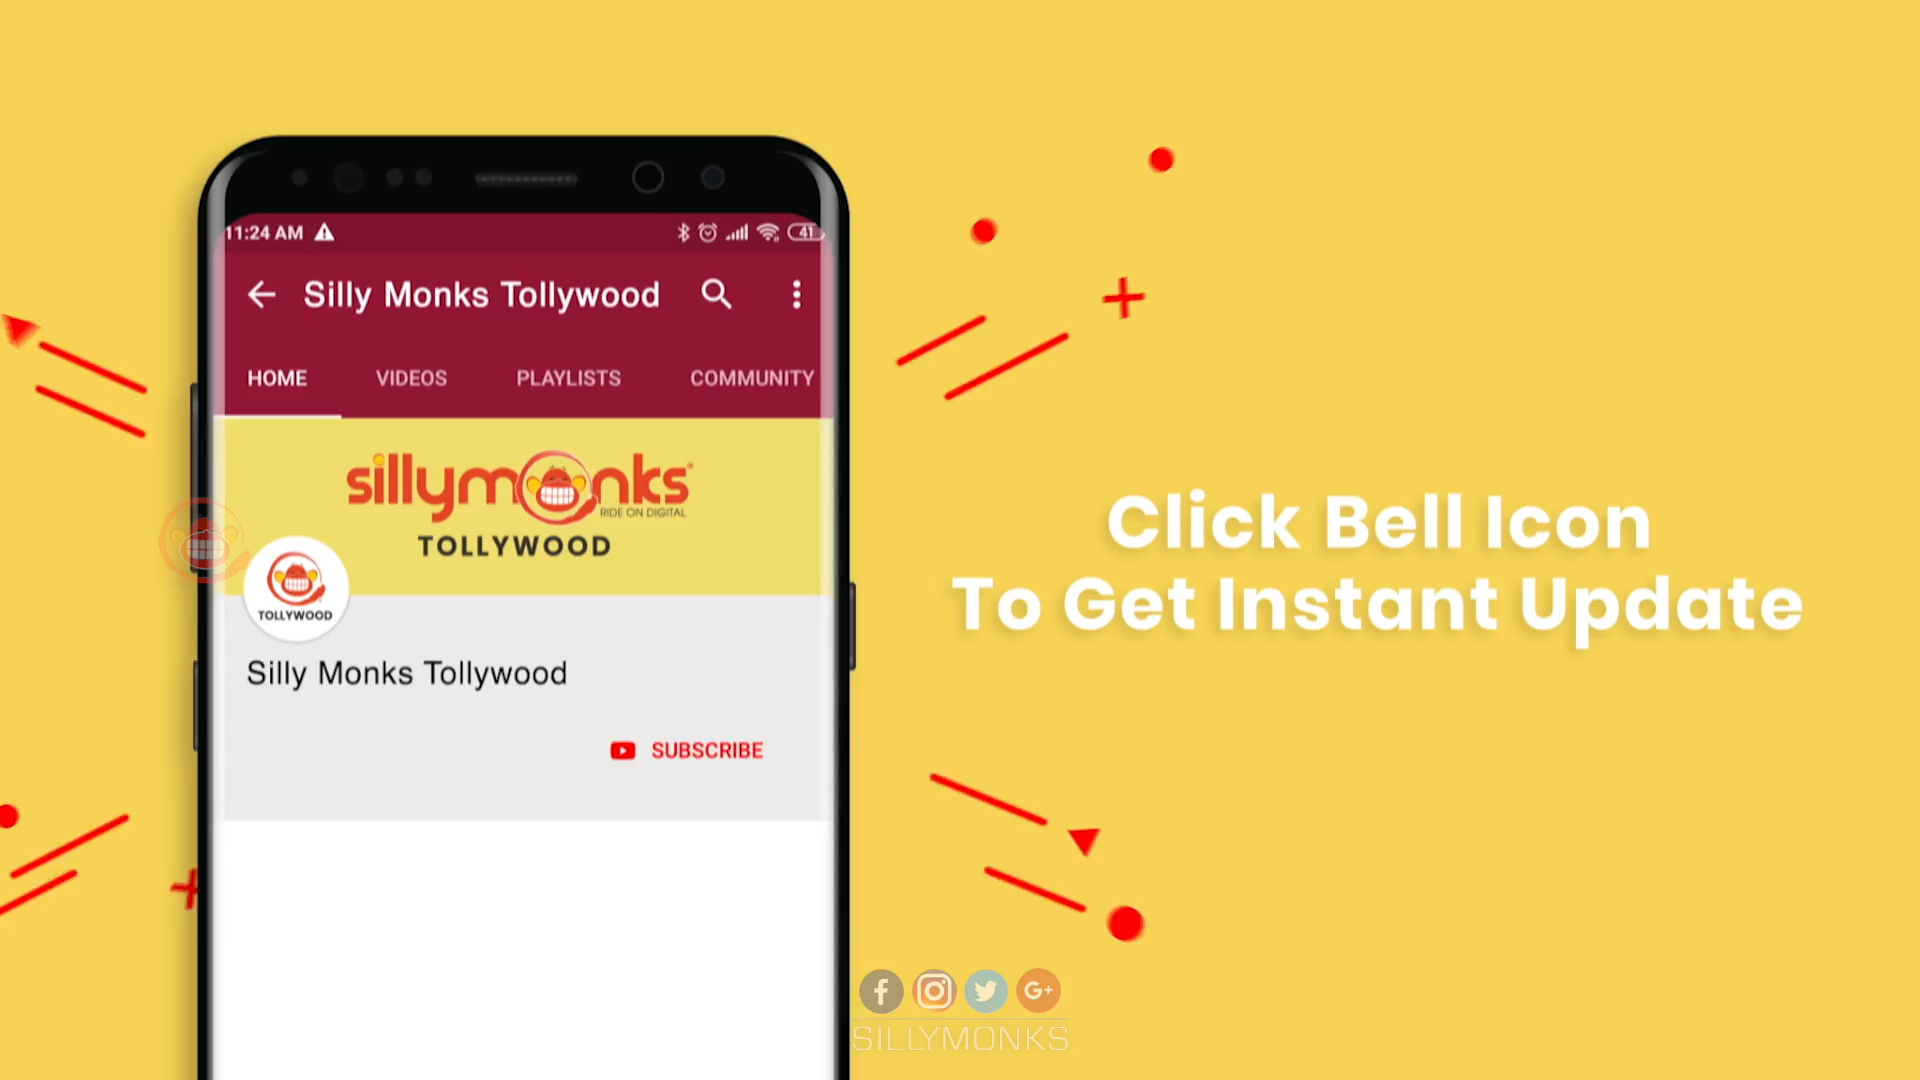 11:24 AM
41
Silly Monks Tollywood
HOME VIDEOS PLAYLISTS COMMUNITY
sillymonks
RIDE ON DIGITAL
TOLLYWOOD
TOLLYWOOD
Silly Monks Tollywood
SUBSCRIBE
Click Bell Icon
To Get Instant Update
f G+
SILLYMONKS